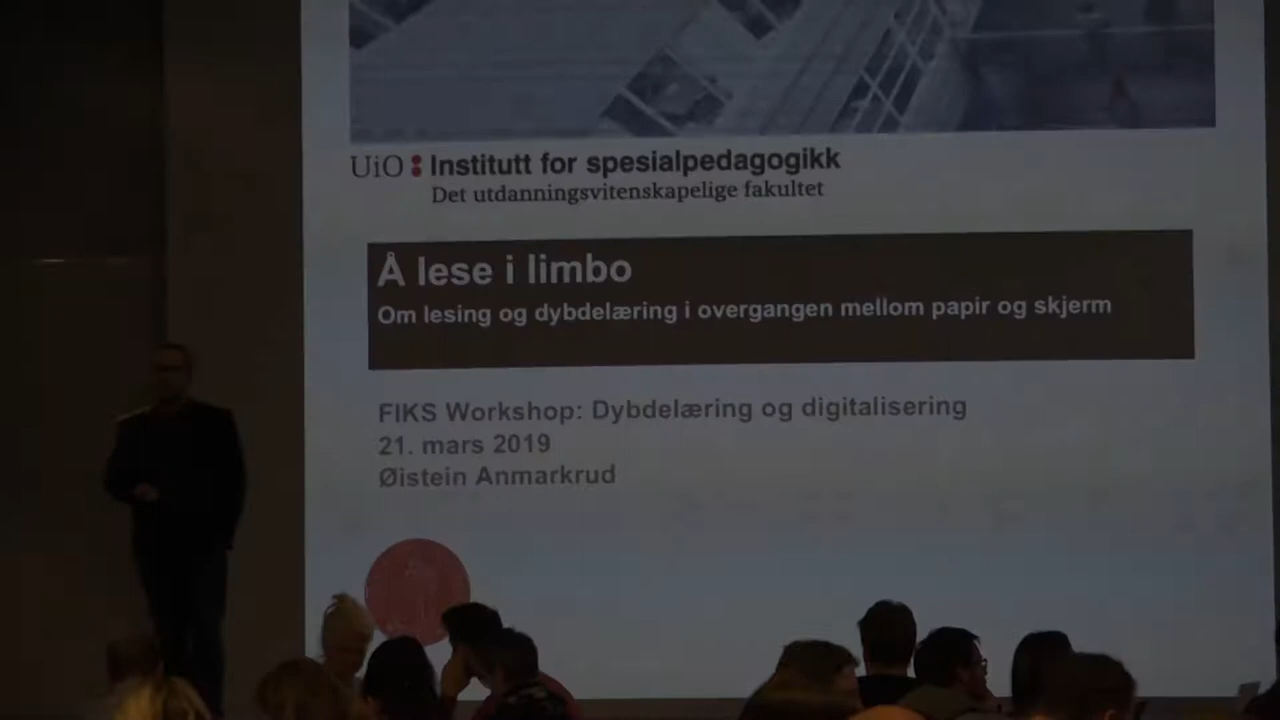 UiO : Institutt for spesialpedagogikk
Det utdanningsvitenskapelige fakultet
Å lese i limbo
Om lesing og dybdelæring i overgangen mellom papir og skjerm
FIKS Workshop: Dybdelæring og digitalisering
21. mars 2019
Øistein Anmarkrud